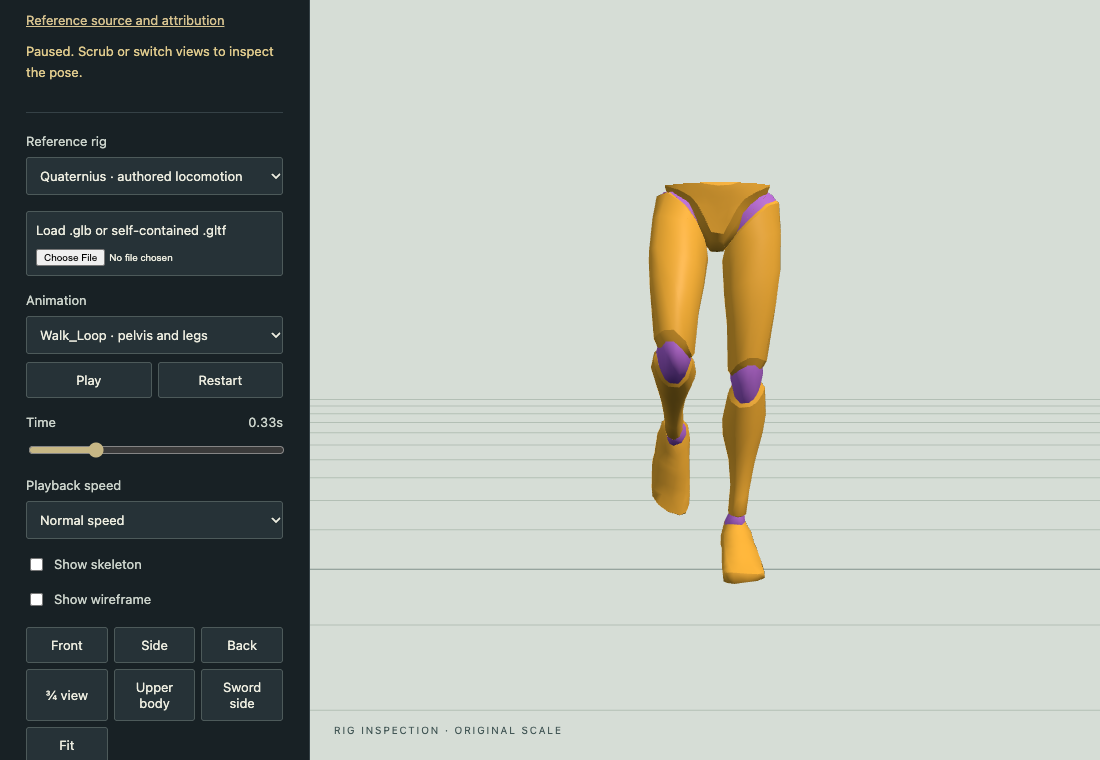 Reference source and attribution
Paused. Scrub or switch views to inspect
the pose.
Reference rig
Quaternius · authored locomotion
Load .glb or self-contained .gltf
Choose File No file chosen
Animation
Walk_Loop · pelvis and legs
Play Restart
Time 0.33s
Playback speed
Normal speed
Show skeleton
Show wireframe
Front Side Back
¾ view Upper body Sword side
Fit
RIG INSPECTION · ORIGINAL SCALE